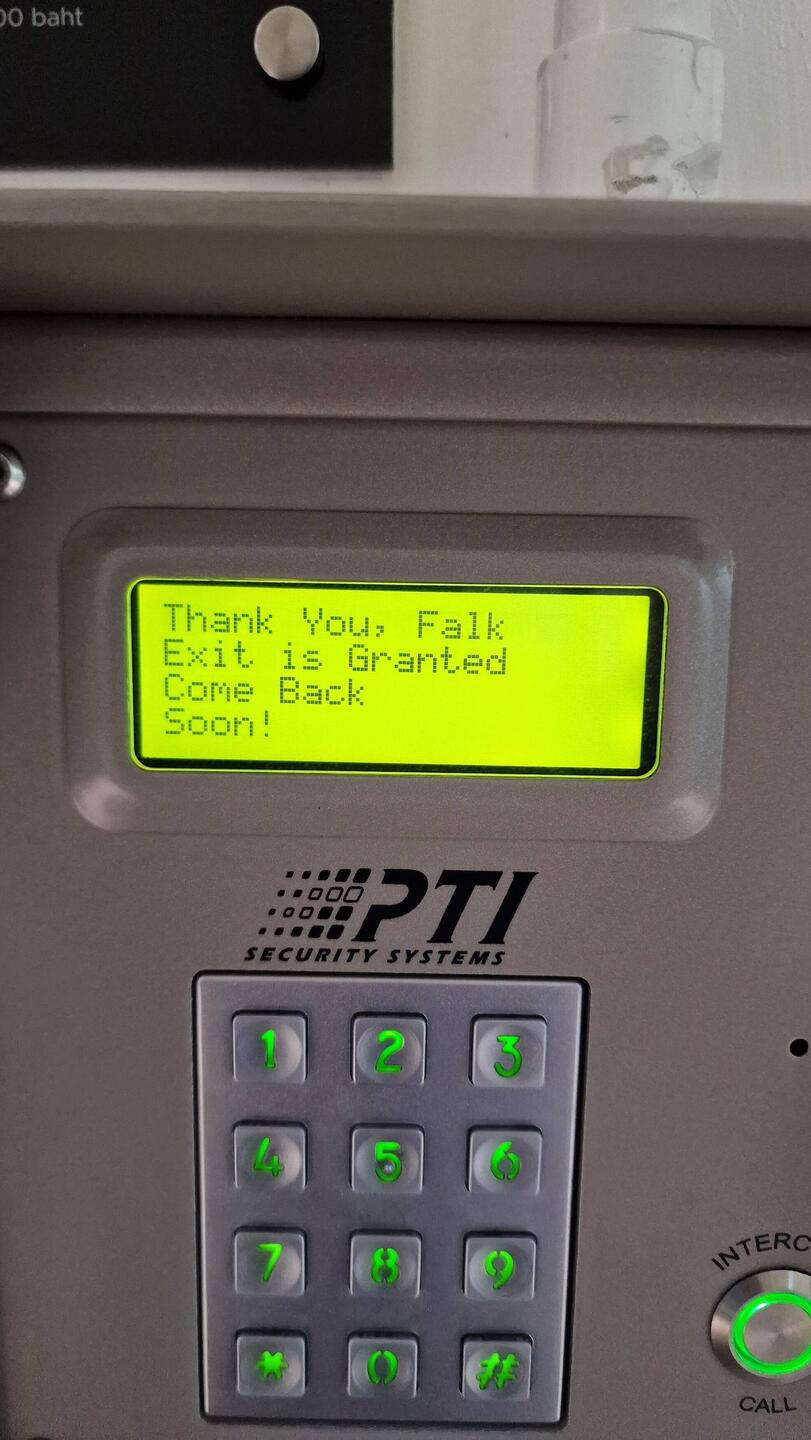 00 baht
Thank You, Falk
Exit is Granted
Come Back
Soon!
PTI
SECURITY SYSTEMS
1 2 3
4 5 6
7 8 9
* 0 #
INTERC
CALL